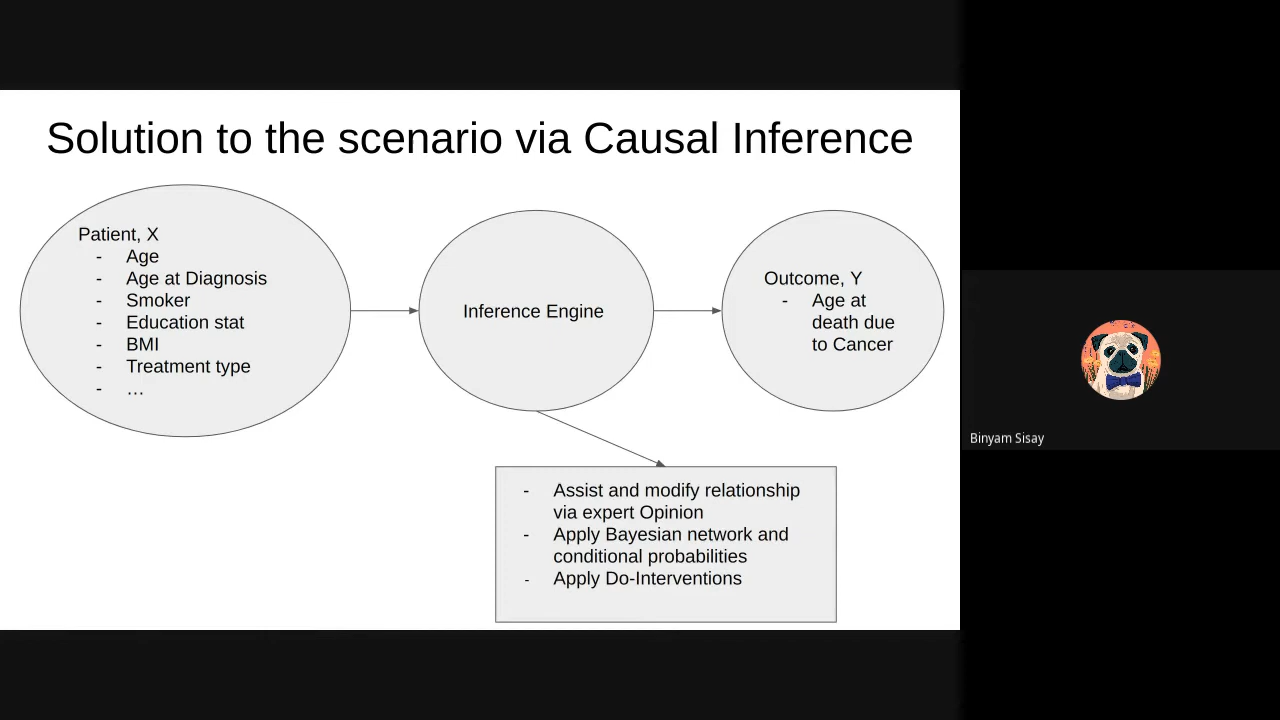 Solution to the scenario via Causal Inference
Patient, X
- Age
- Age at Diagnosis
- Smoker
- Education stat
- BMI
- Treatment type
- …
Inference Engine
Outcome, Y
- Age at
death due
to Cancer
- Assist and modify relationship
via expert Opinion
- Apply Bayesian network and
conditional probabilities
- Apply Do-Interventions
Binyam Sisay